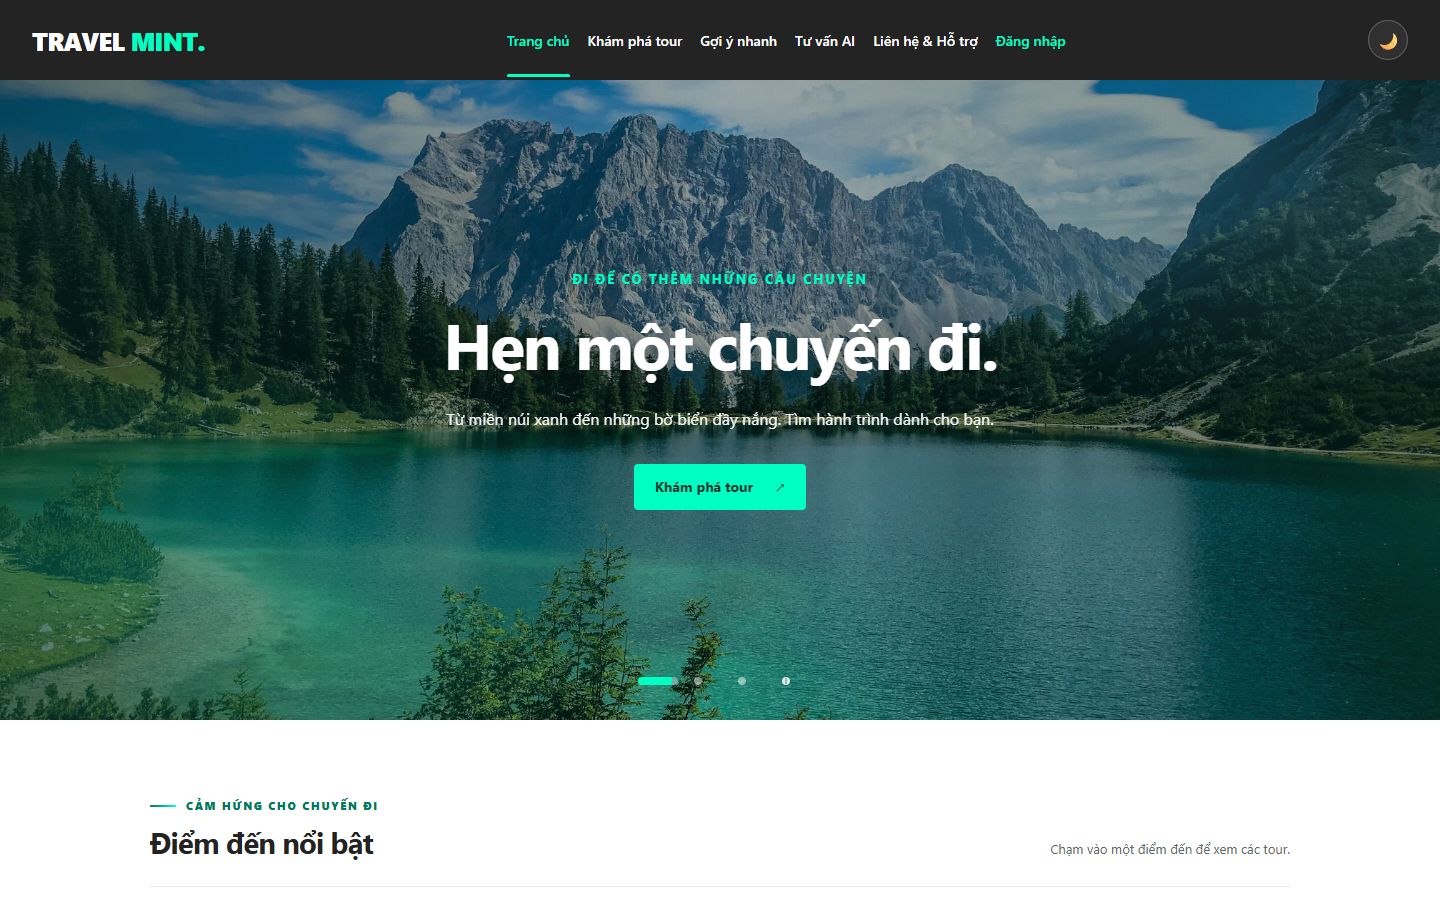 TRAVEL MINT.
Trang chủ
Khám phá tour
Gợi ý nhanh
Tư vấn AI
Liên hệ & Hỗ trợ
Đăng nhập
ĐI ĐỂ CÓ THÊM NHỮNG CÂU CHUYỆN
Hẹn một chuyến đi.
Từ miền núi xanh đến những bờ biển đầy nắng. Tìm hành trình dành cho bạn.
Khám phá tour ↗
CẢM HỨNG CHO CHUYẾN ĐI
Điểm đến nổi bật
Chạm vào một điểm đến để xem các tour.